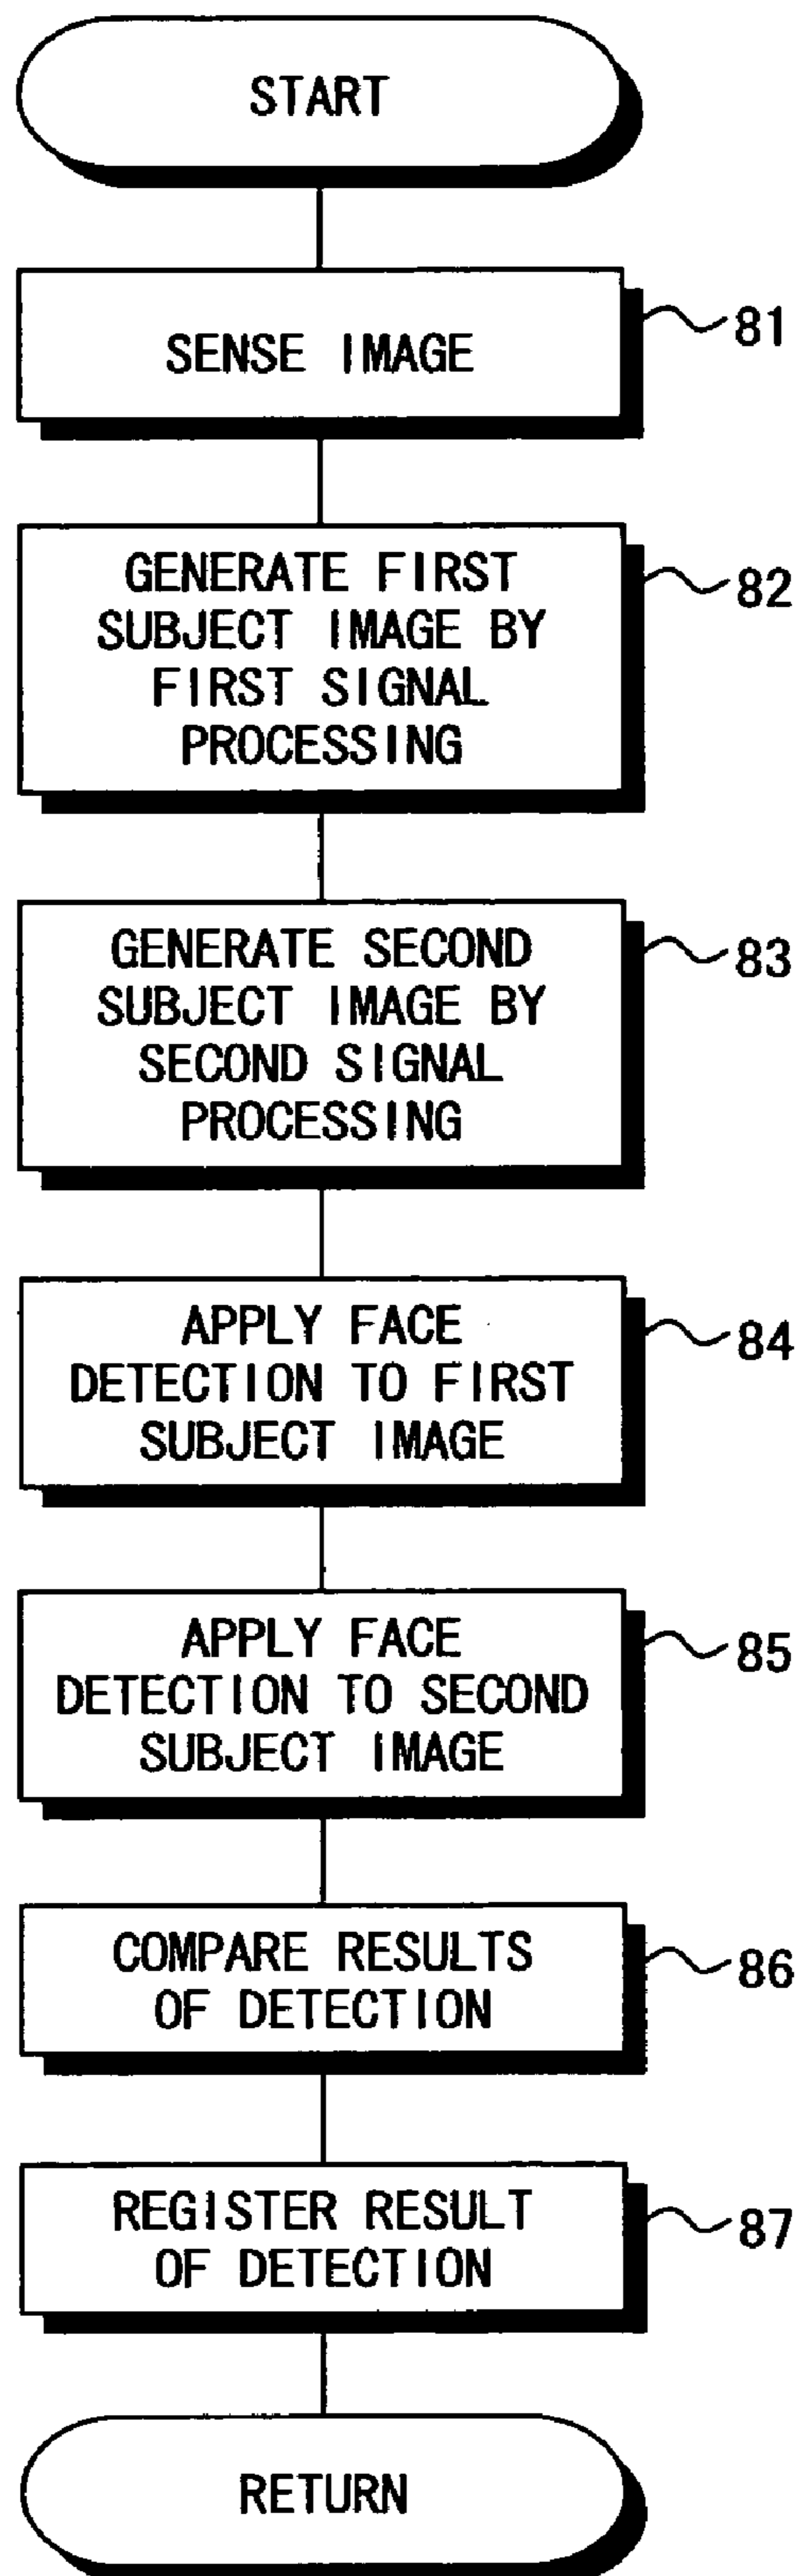 START
SENSE IMAGE
81
GENERATE FIRST
SUBJECT IMAGE BY
FIRST SIGNAL
PROCESSING
82
GENERATE SECOND
SUBJECT IMAGE BY
SECOND SIGNAL
PROCESSING
83
APPLY FACE
DETECTION TO FIRST
SUBJECT IMAGE
84
APPLY FACE
DETECTION TO SECOND
SUBJECT IMAGE
85
COMPARE RESULTS
OF DETECTION
86
REGISTER RESULT
OF DETECTION
87
RETURN